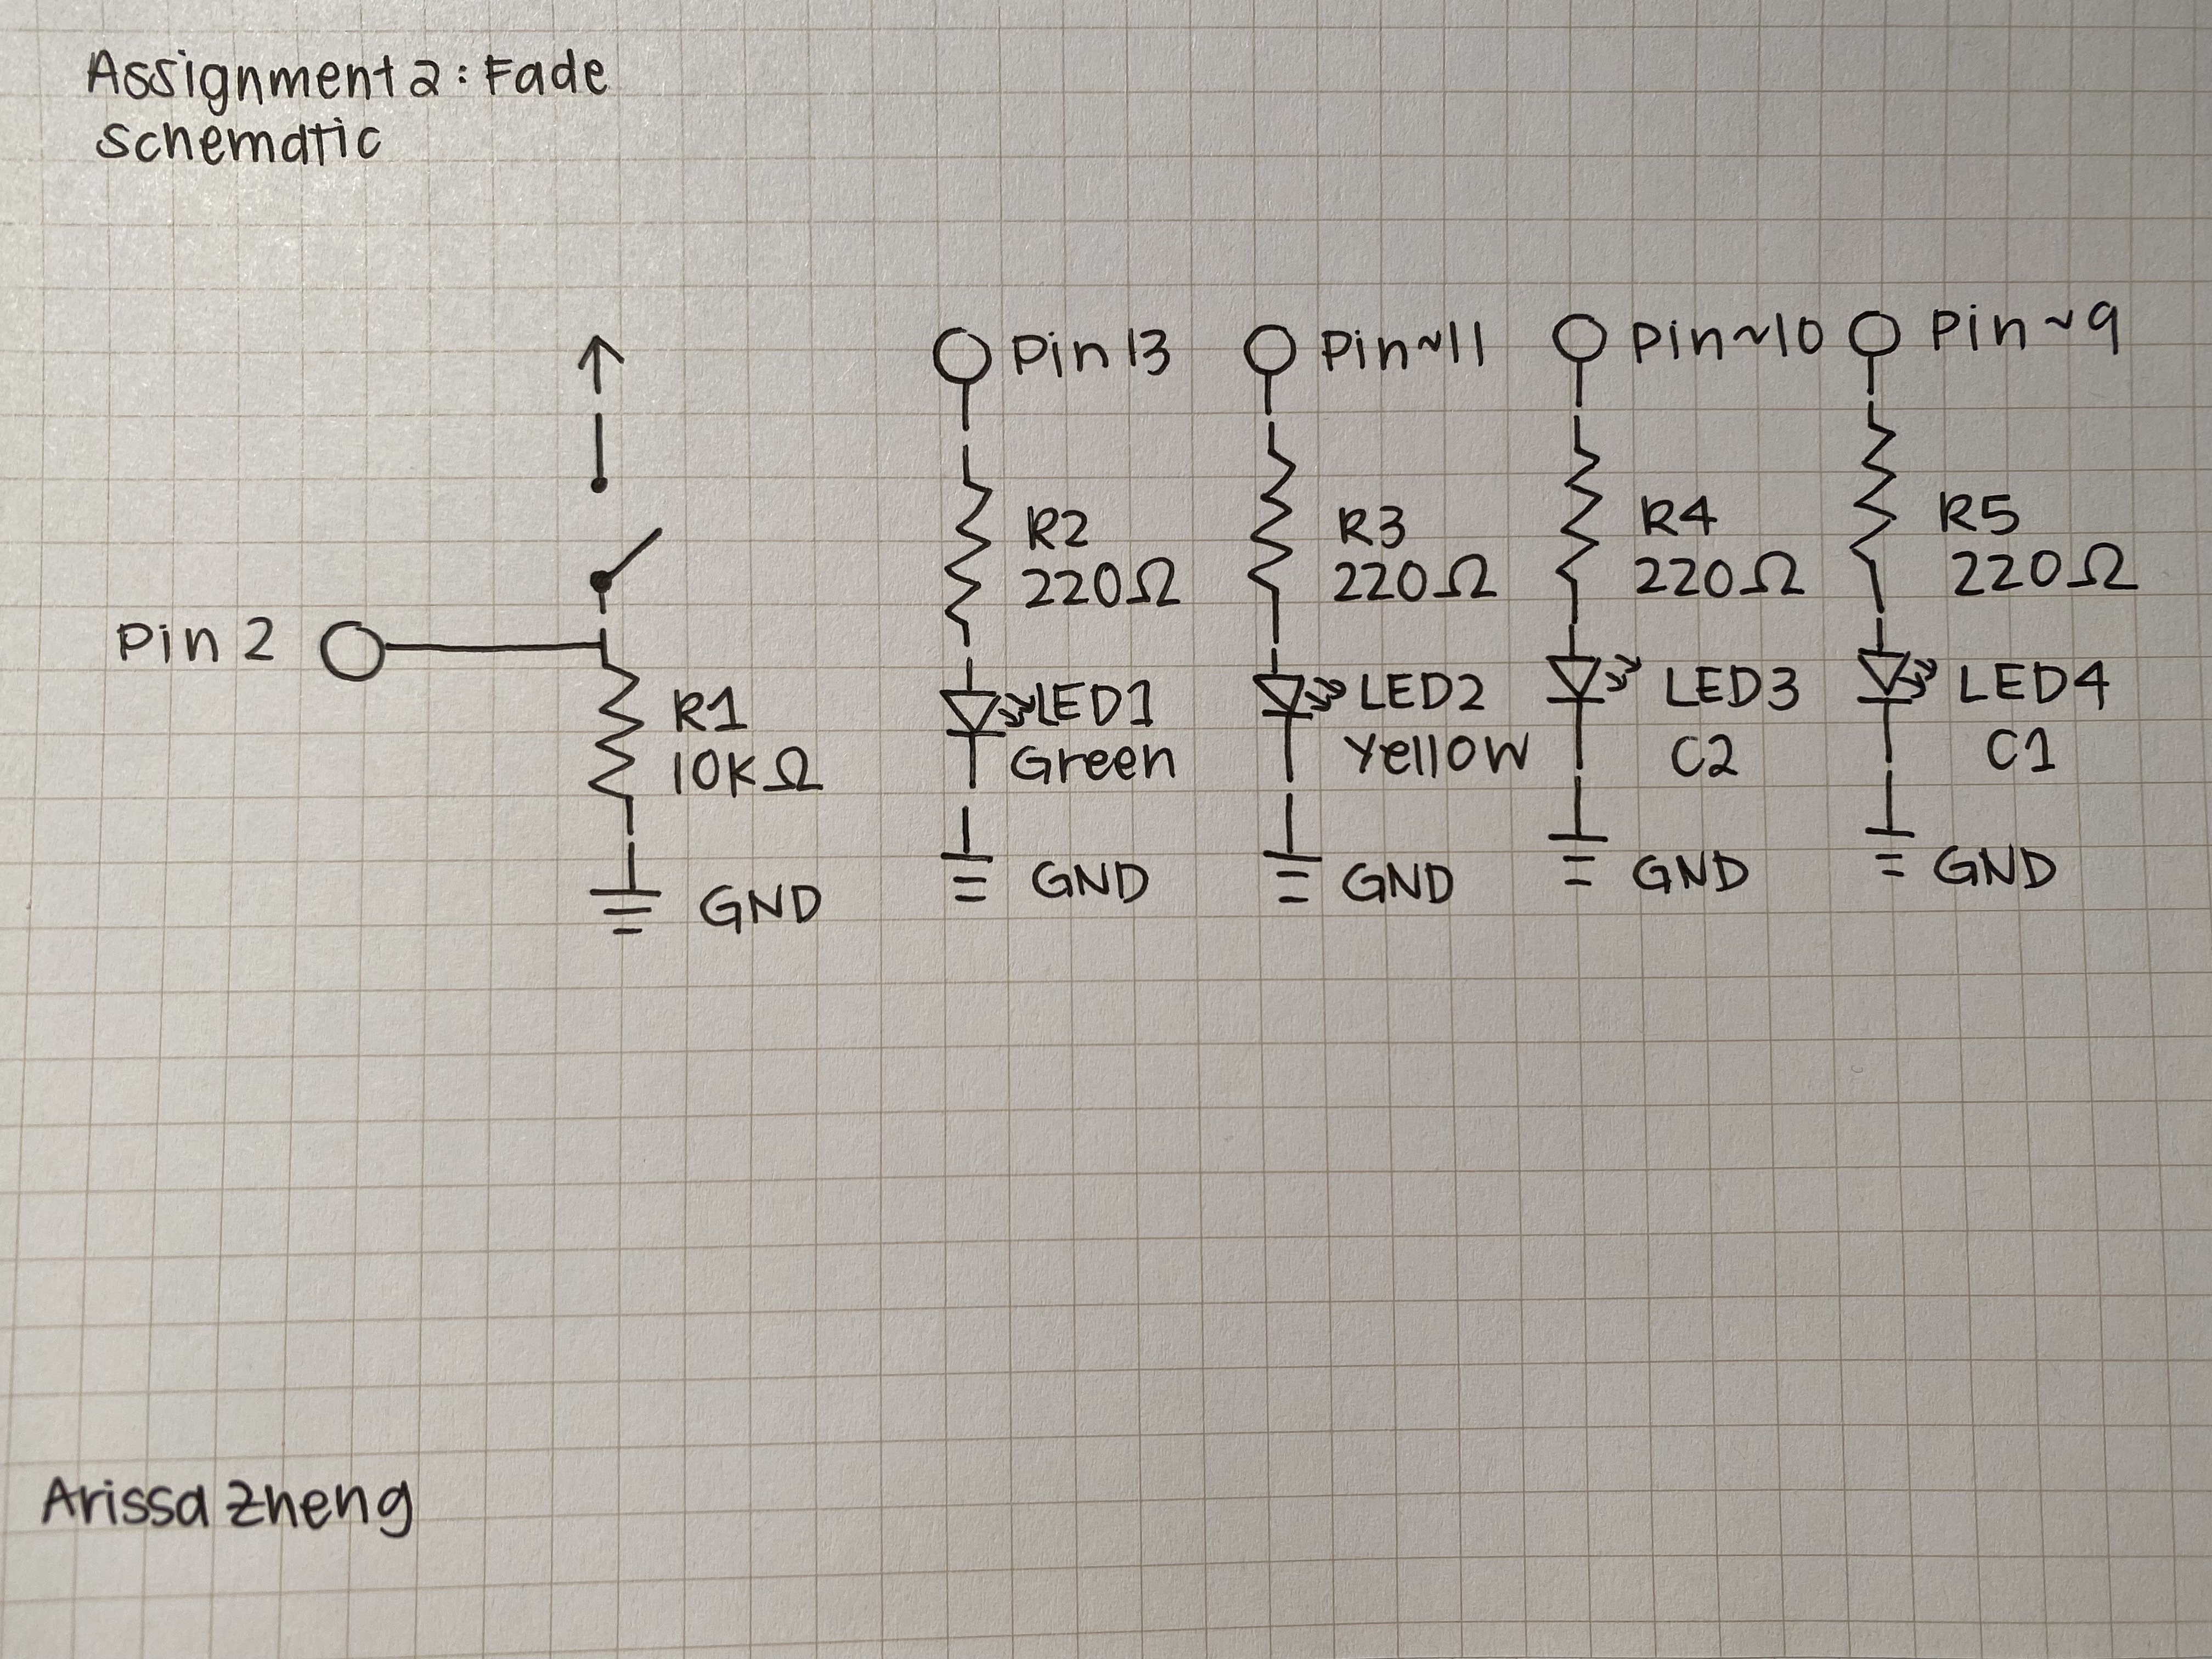 Assignment 2: Fade
Schematic
Pin 13
Pin ~11
Pin ~10
Pin ~9
R2
220Ω
R3
220Ω
R4
220Ω
R5
220Ω
Pin 2
R1
10KΩ
LED1
Green
LED2
Yellow
LED3
C2
LED4
C1
GND
GND
GND
GND
GND
Arissa Zheng